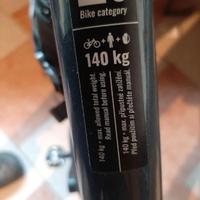 Bike category
140 kg
140 kg = max. allowed total weight.
Read manual before using.
140 kg = max. přípustné zatížení.
Před použitím si přečtěte manuál.